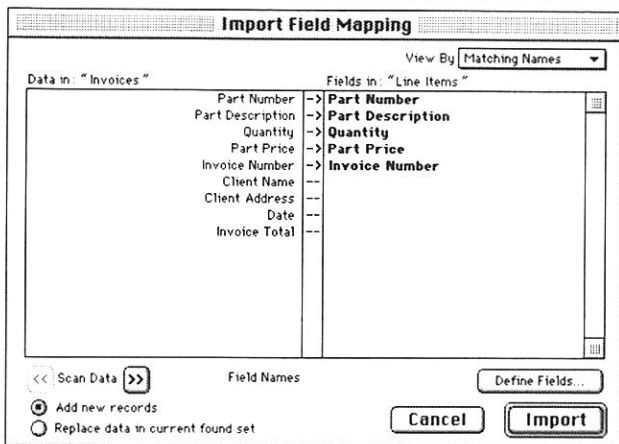 Import Field Mapping
View By Matching Names
Data in: "Invoices"
Fields in: "Line Items"
Part Number -> Part Number
Part Description -> Part Description
Quantity -> Quantity
Part Price -> Part Price
Invoice Number -> Invoice Number
Client Name --
Client Address --
Date --
Invoice Total --
<< Scan Data >> Field Names Define Fields...
Add new records
Replace data in current found set
Cancel Import